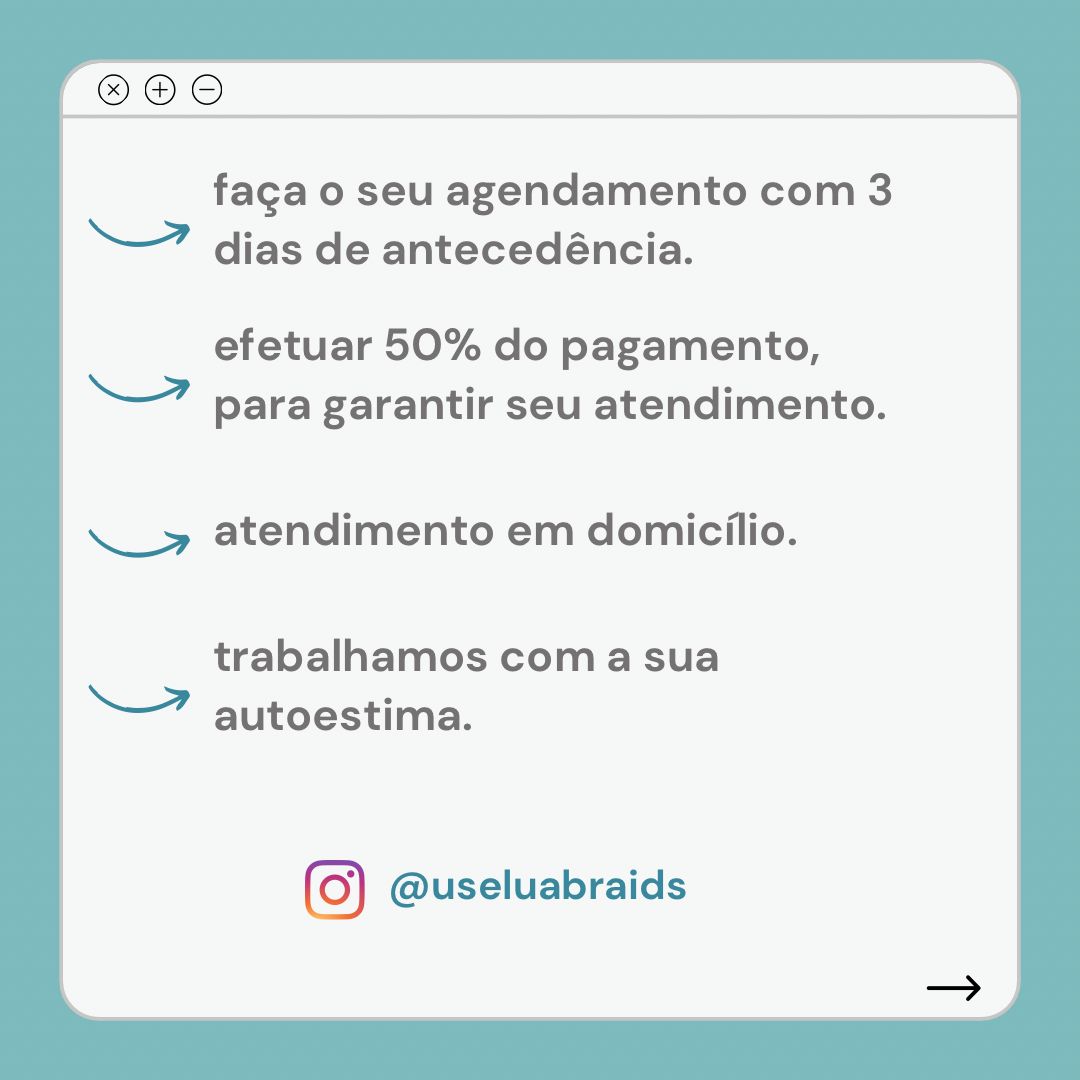 faça o seu agendamento com 3
dias de antecedência.
efetuar 50% do pagamento,
para garantir seu atendimento.
atendimento em domicílio.
trabalhamos com a sua
autoestima.
@useluabraids